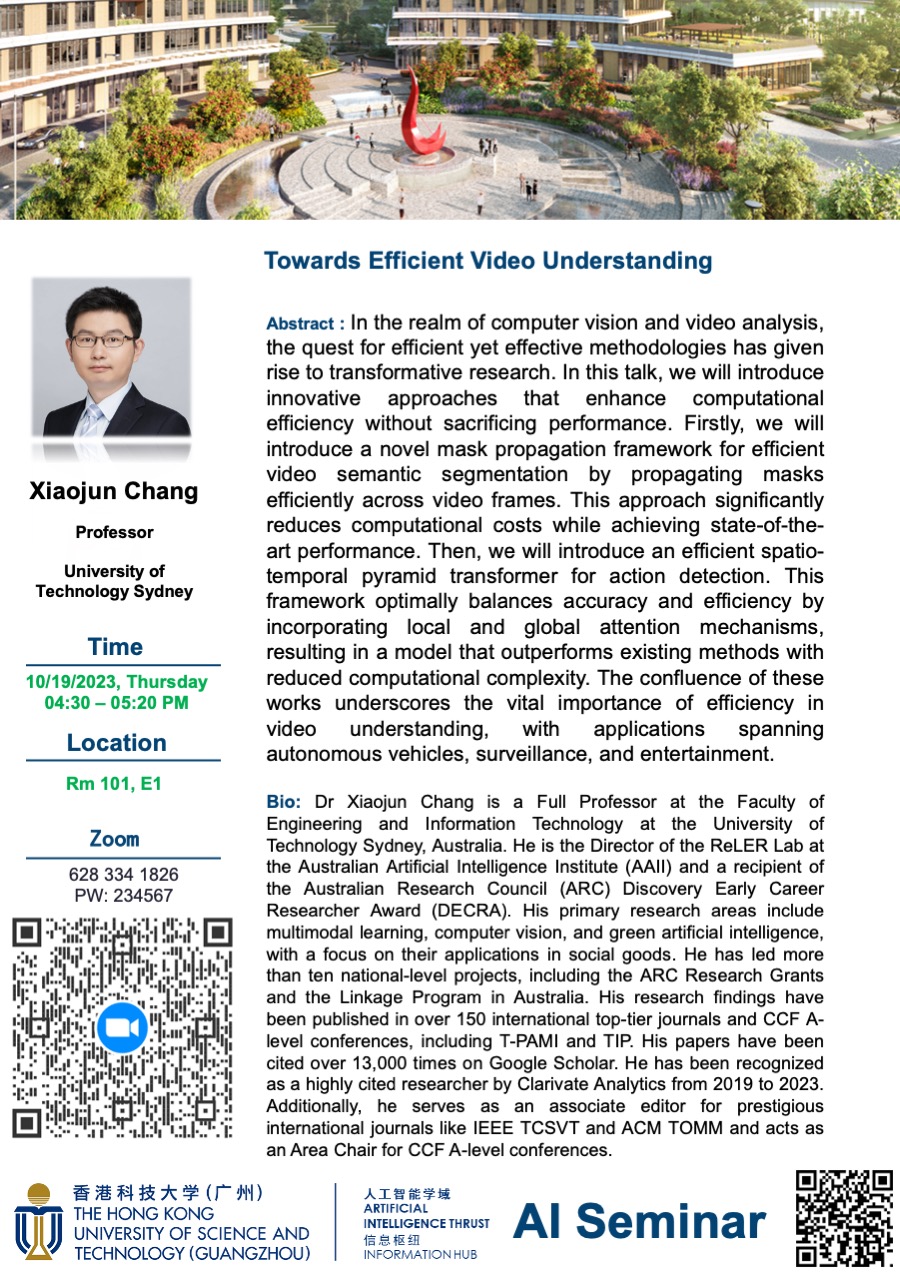 Towards Efficient Video Understanding
Xiaojun Chang
Professor
University of
Technology Sydney
Time
10/19/2023, Thursday
04:30 – 05:20 PM
Location
Rm 101, E1
Zoom
628 334 1826
PW: 234567
Abstract : In the realm of computer vision and video analysis,
the quest for efficient yet effective methodologies has given
rise to transformative research. In this talk, we will introduce
innovative approaches that enhance computational
efficiency without sacrificing performance. Firstly, we will
introduce a novel mask propagation framework for efficient
video semantic segmentation by propagating masks
efficiently across video frames. This approach significantly
reduces computational costs while achieving state-of-the-
art performance. Then, we will introduce an efficient spatio-
temporal pyramid transformer for action detection. This
framework optimally balances accuracy and efficiency by
incorporating local and global attention mechanisms,
resulting in a model that outperforms existing methods with
reduced computational complexity. The confluence of these
works underscores the vital importance of efficiency in
video understanding, with applications spanning
autonomous vehicles, surveillance, and entertainment.
Bio: Dr Xiaojun Chang is a Full Professor at the Faculty of
Engineering and Information Technology at the University of
Technology Sydney, Australia. He is the Director of the ReLER Lab at
the Australian Artificial Intelligence Institute (AAII) and a recipient of
the Australian Research Council (ARC) Discovery Early Career
Researcher Award (DECRA). His primary research areas include
multimodal learning, computer vision, and green artificial intelligence,
with a focus on their applications in social goods. He has led more
than ten national-level projects, including the ARC Research Grants
and the Linkage Program in Australia. His research findings have
been published in over 150 international top-tier journals and CCF A-
level conferences, including T-PAMI and TIP. His papers have been
cited over 13,000 times on Google Scholar. He has been recognized
as a highly cited researcher by Clarivate Analytics from 2019 to 2023.
Additionally, he serves as an associate editor for prestigious
international journals like IEEE TCSVT and ACM TOMM and acts as
an Area Chair for CCF A-level conferences.
香港科技大学(广州)
THE HONG KONG
UNIVERSITY OF SCIENCE AND
TECHNOLOGY (GUANGZHOU)
人工智能学域
ARTIFICIAL
INTELLIGENCE THRUST
信息枢纽
INFORMATION HUB
AI Seminar